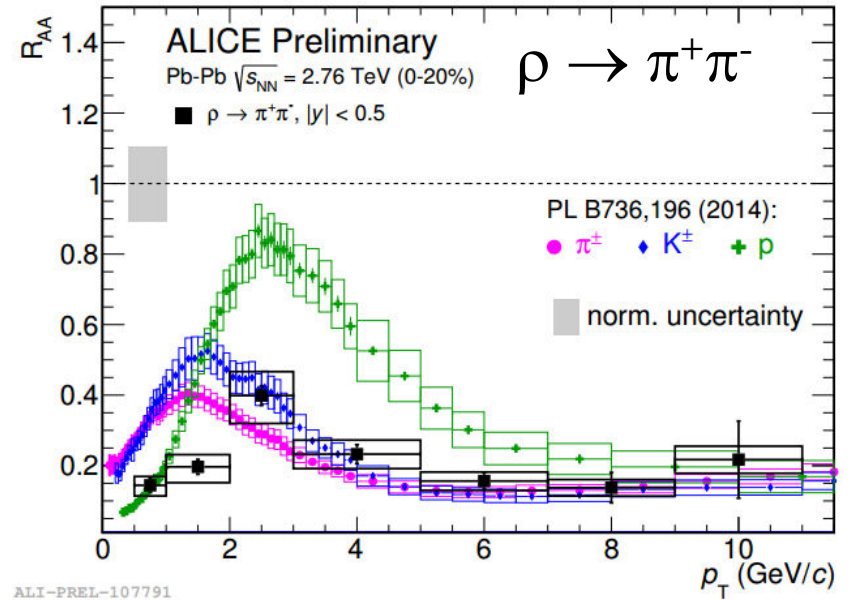 R_AA
1.4
1.2
1
0.8
0.6
0.4
0.2
ALICE Preliminary
Pb-Pb √s_NN = 2.76 TeV (0-20%)
■ ρ → π⁺π⁻, |y| < 0.5
ρ → π⁺π⁻
PL B736,196 (2014):
π± K± p
norm. uncertainty
0 2 4 6 8 10
p_T (GeV/c)
ALI-PREL-107791